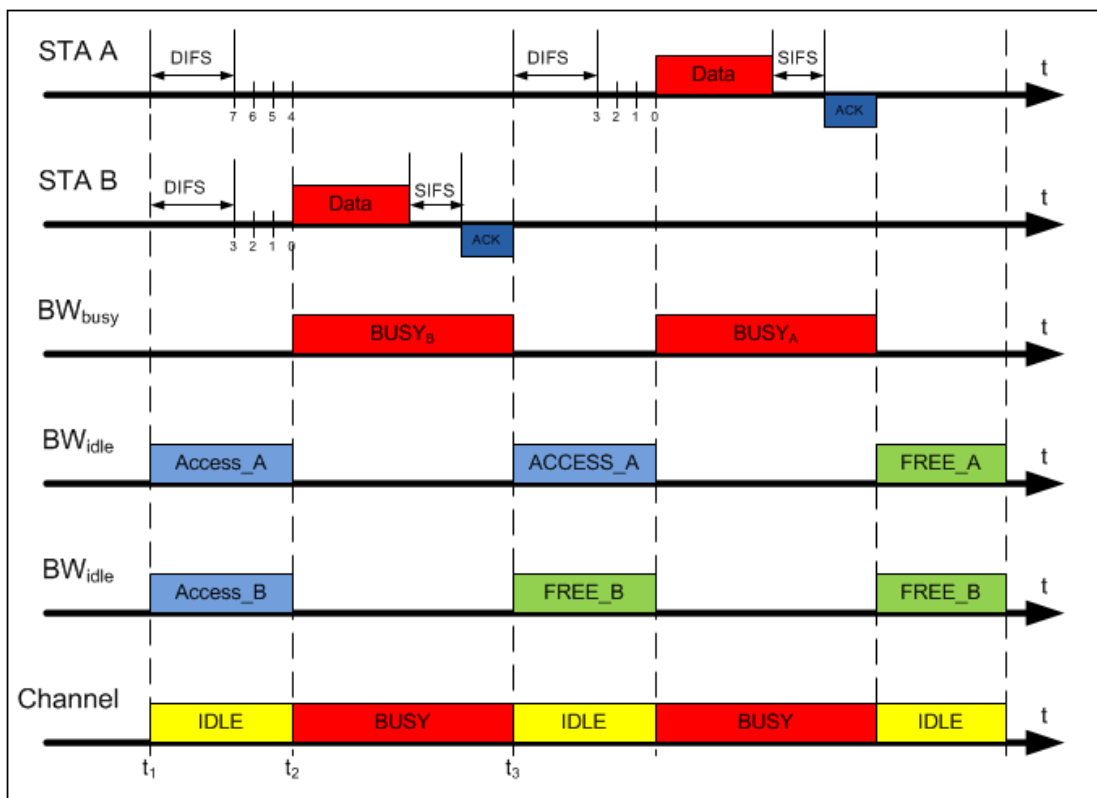 STA A DIFS DIFS Data SIFS ACK t
7 6 5 4 3 2 1 0
STA B DIFS Data SIFS ACK t
3 2 1 0
BWbusy BUSYB BUSYA t
BWidle Access_A ACCESS_A FREE_A t
BWidle Access_B FREE_B FREE_B t
Channel IDLE BUSY IDLE BUSY IDLE t
t1 t2 t3